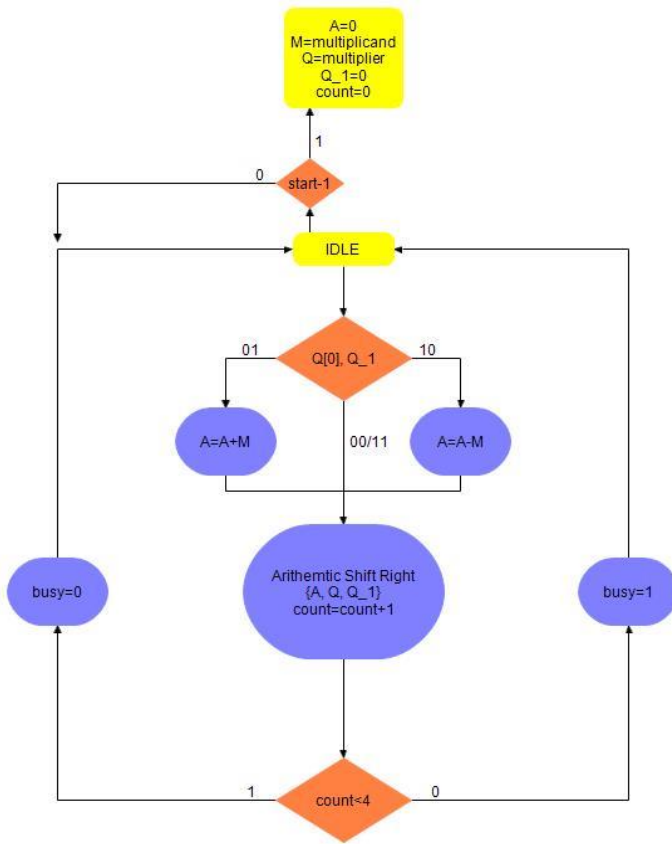 A=0
M=multiplicand
Q=multiplier
Q_1=0
count=0
1
0
start-1
IDLE
01
Q[0], Q_1
10
A=A+M
00/11
A=A-M
busy=0
Arithemtic Shift Right
{A, Q, Q_1}
count=count+1
busy=1
1
count<4
0